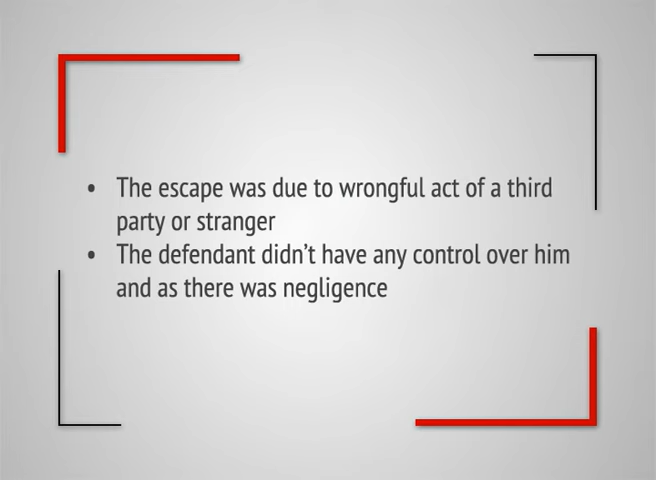 • The escape was due to wrongful act of a third
party or stranger
• The defendant didn't have any control over him
and as there was negligence